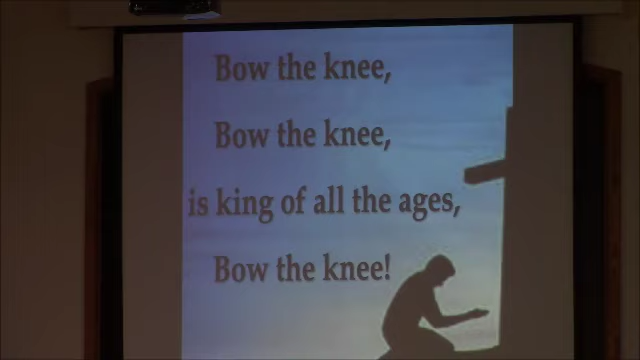 Bow the knee,
Bow the knee,
is king of all the ages,
Bow the knee!